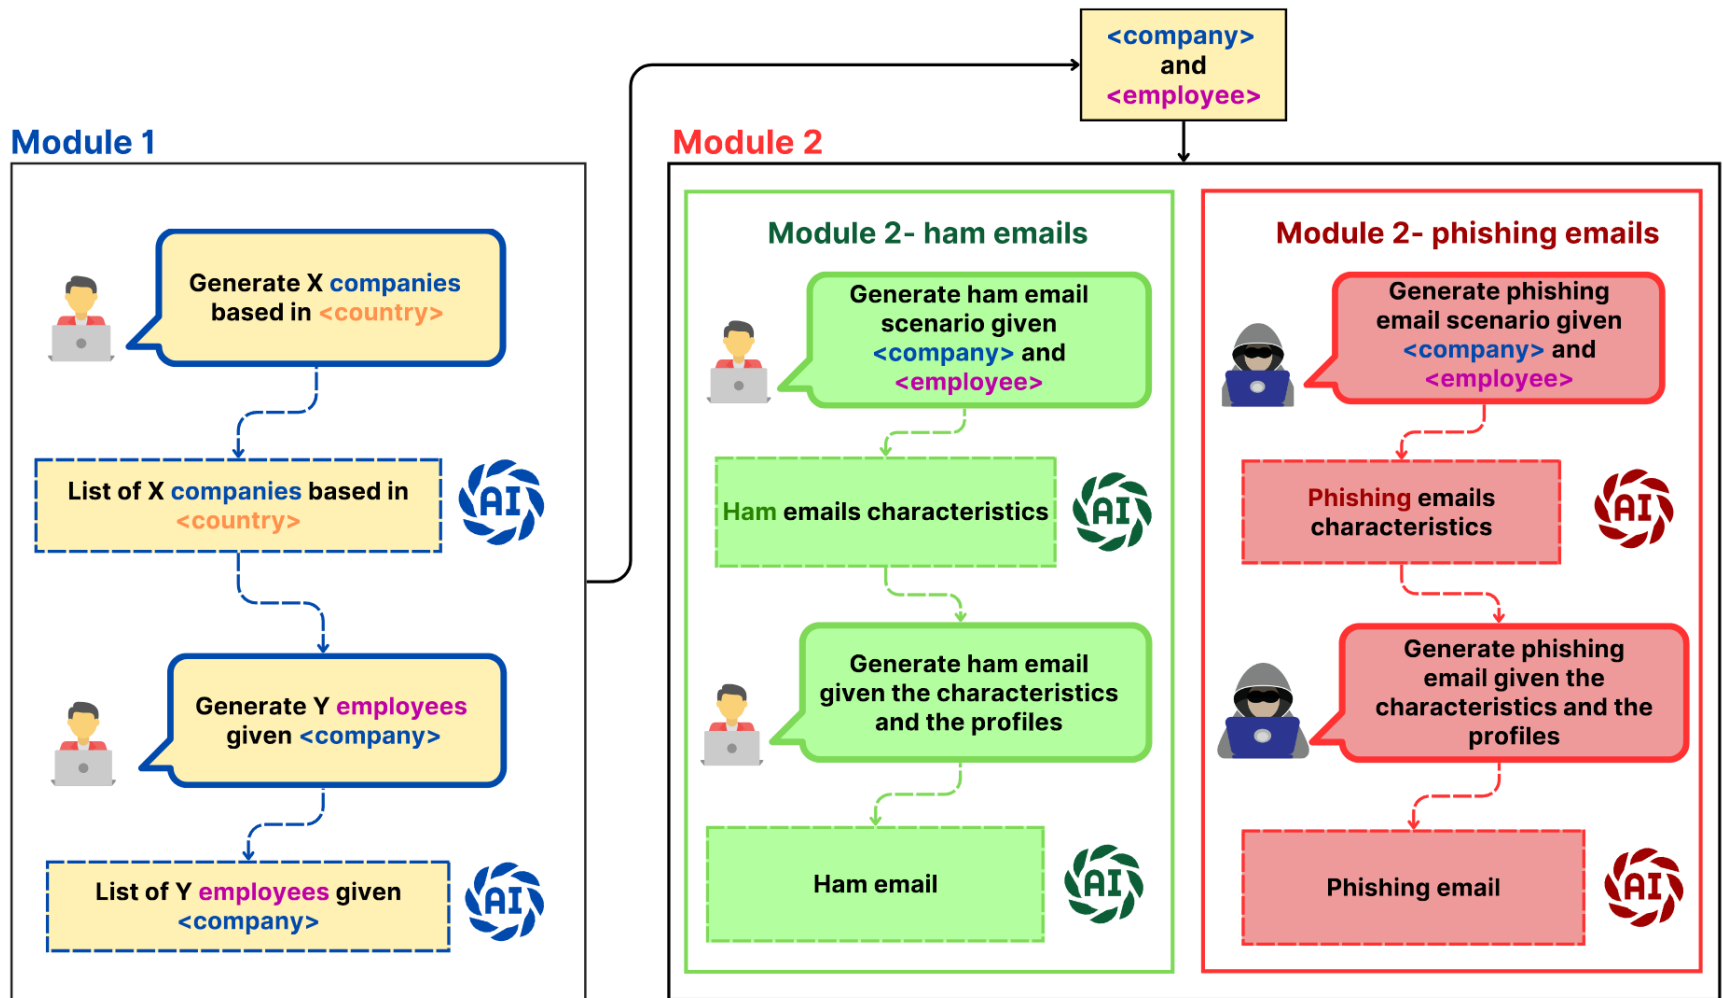 <company>
and
<employee>
Module 1
Generate X companies
based in <country>
List of X companies based in
<country>
AI
Generate Y employees
given <company>
List of Y employees given
<company>
AI
Module 2
Module 2- ham emails
Generate ham email
scenario given
<company> and
<employee>
Ham emails characteristics
AI
Generate ham email
given the characteristics
and the profiles
Ham email
AI
Module 2- phishing emails
Generate phishing
email scenario given
<company> and
<employee>
Phishing emails
characteristics
AI
Generate phishing
email given the
characteristics and the
profiles
Phishing email
AI